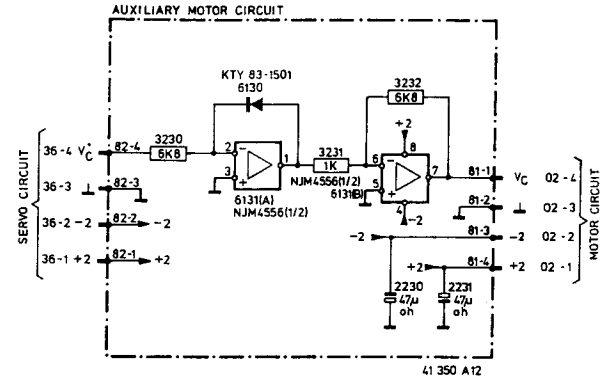 AUXILIARY MOTOR CIRCUIT
KTY 83-1501
6130
3232
6K8
+2
8
36-4 V*C 82-4
3230
6K8
2
3
1
3231
1K
6
5
7
4
-2
NJM4556(1/2)
6131(B)
6131(A)
NJM4556(1/2)
81-1 VC 02-4
36-3 82-3
81-2 02-3
36-2 -2 82-2 -2
-2 81-3 -2 02-2
36-1 +2 82-1 +2
+2 81-4 +2 02-1
SERVO CIRCUIT
MOTOR CIRCUIT
2230
47µ
oh
2231
47µ
oh
41 350 A12